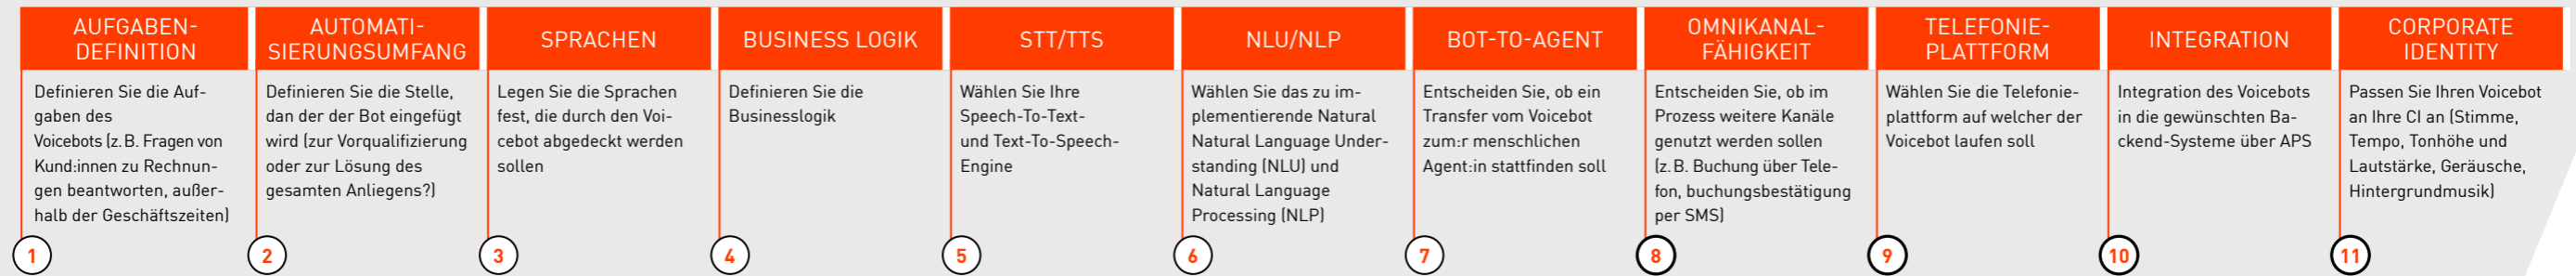 AUFGABEN-
DEFINITION
Definieren Sie die Auf-
gaben des
Voicebots (z. B. Fragen von
Kund:innen zu Rechnun-
gen beantworten, außer-
halb der Geschäftszeiten)
1
AUTOMATI-
SIERUNGSUMFANG
Definieren Sie die Stelle,
dan der der Bot eingefügt
wird (zur Vorqualifizierung
oder zur Lösung des
gesamten Anliegens?)
2
SPRACHEN
Legen Sie die Sprachen
fest, die durch den Voi-
cebot abgedeckt werden
sollen
3
BUSINESS LOGIK
Definieren Sie die
Businesslogik
4
STT/TTS
Wählen Sie Ihre
Speech-To-Text-
und Text-To-Speech-
Engine
5
NLU/NLP
Wählen Sie das zu im-
plementierende Natural
Natural Language Under-
standing (NLU) und
Natural Language
Processing (NLP)
6
BOT-TO-AGENT
Entscheiden Sie, ob ein
Transfer vom Voicebot
zum:r menschlichen
Agent:in stattfinden soll
7
OMNIKANAL-
FÄHIGKEIT
Entscheiden Sie, ob im
Prozess weitere Kanäle
genutzt werden sollen
(z. B. Buchung über Tele-
fon, buchungsbestätigung
per SMS)
8
TELEFONIE-
PLATTFORM
Wählen Sie die Telefonie-
plattform auf welcher der
Voicebot laufen soll
9
INTEGRATION
Integration des Voicebots
in die gewünschten Ba-
ckend-Systeme über APS
10
CORPORATE
IDENTITY
Passen Sie Ihren Voicebot
an Ihre CI an (Stimme,
Tempo, Tonhöhe und
Lautstärke, Geräusche,
Hintergrundmusik)
11